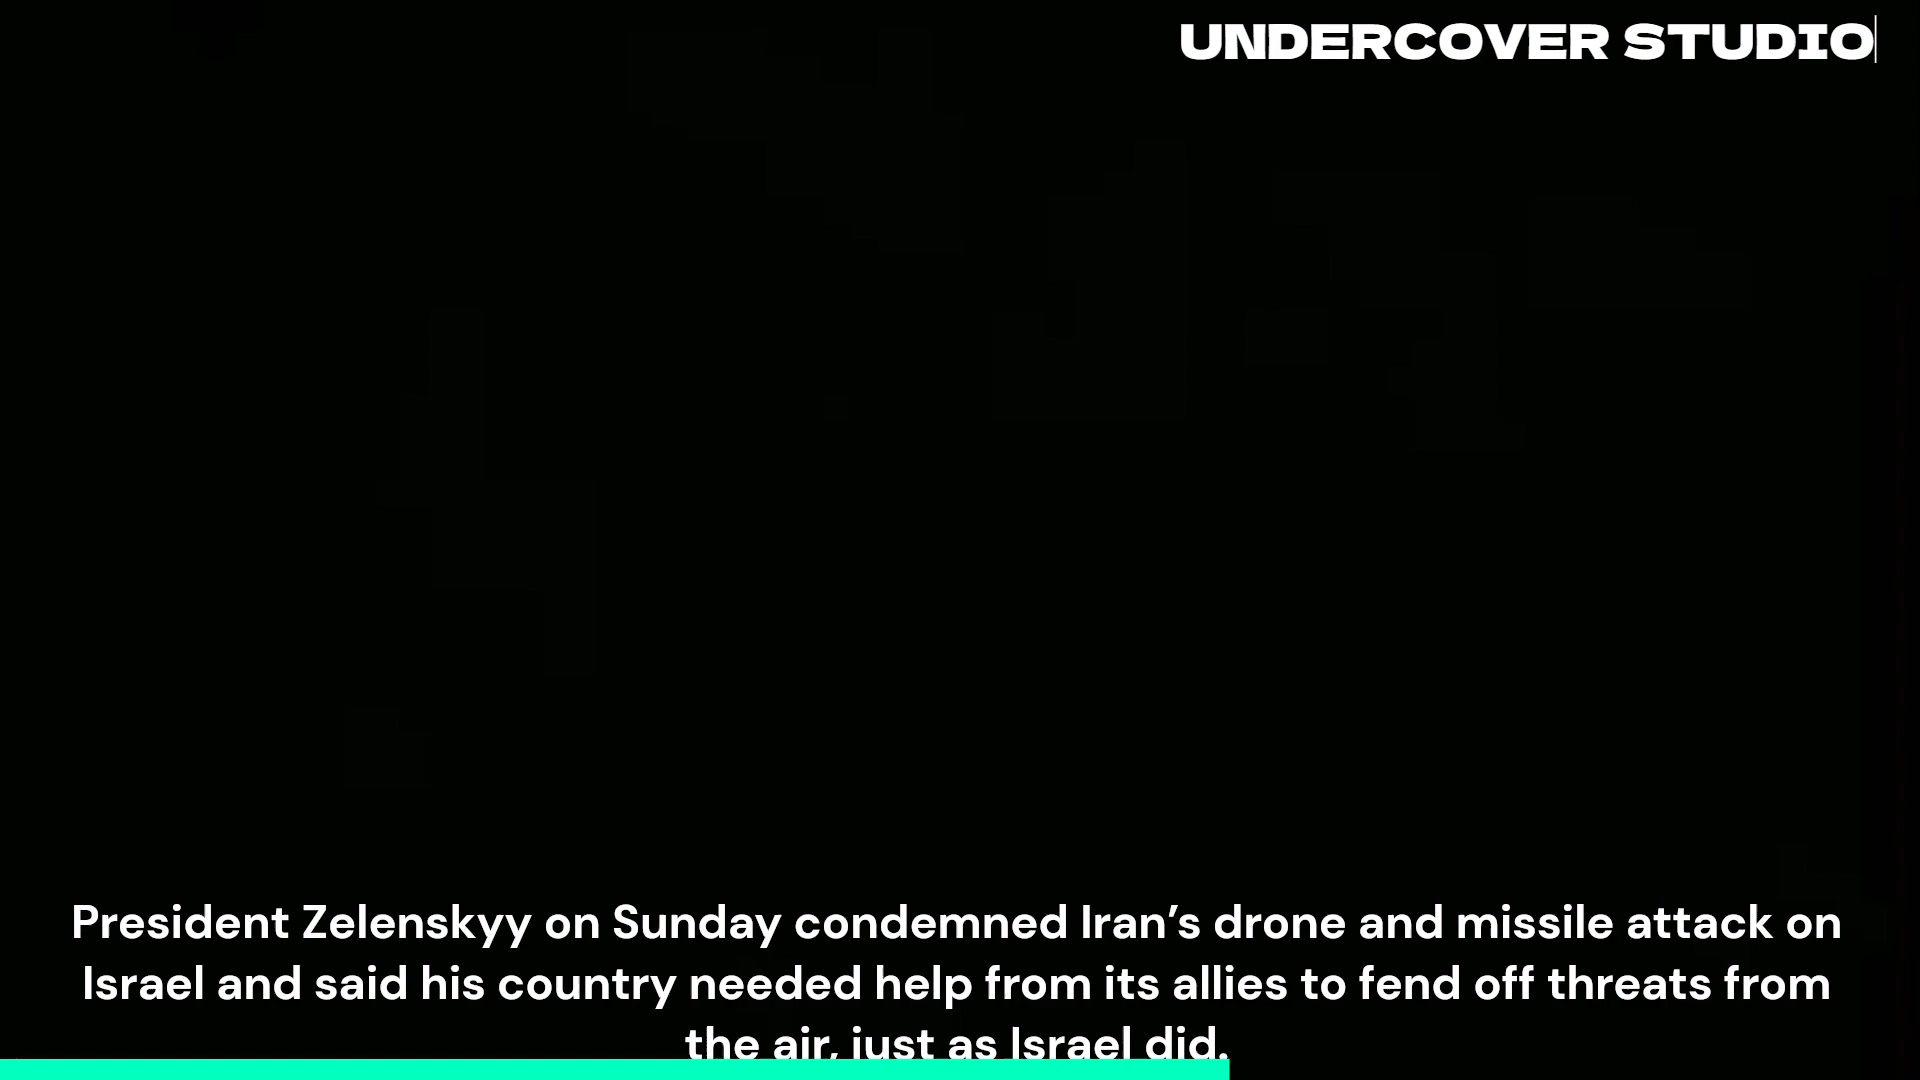 UNDERCOVER STUDIO
President Zelenskyy on Sunday condemned Iran’s drone and missile attack on
Israel and said his country needed help from its allies to fend off threats from
the air, just as Israel did.